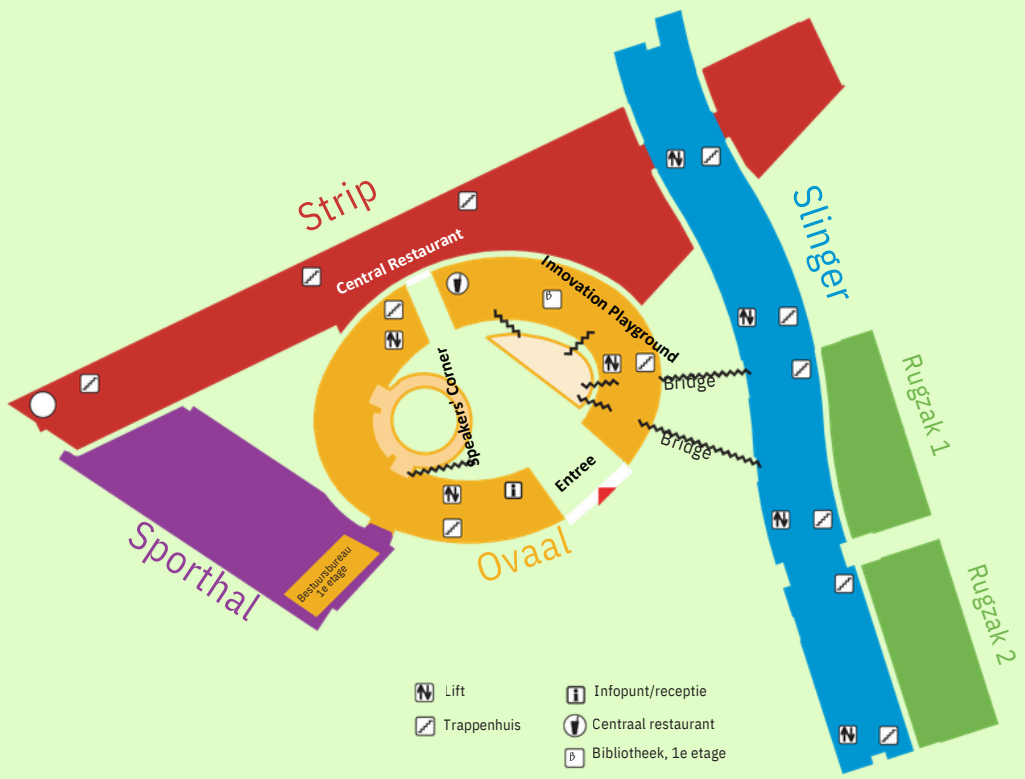 Strip
Central Restaurant
Innovation Playground
B
Slinger
Speakers' Corner
Bridge
Bridge
Rugzak 1
Entree
Ovaal
Sporthal
Bestuursbureau
1e etage
Rugzak 2
Lift
Infopunt/receptie
Trappenhuis
Centraal restaurant
B
Bibliotheek, 1e etage